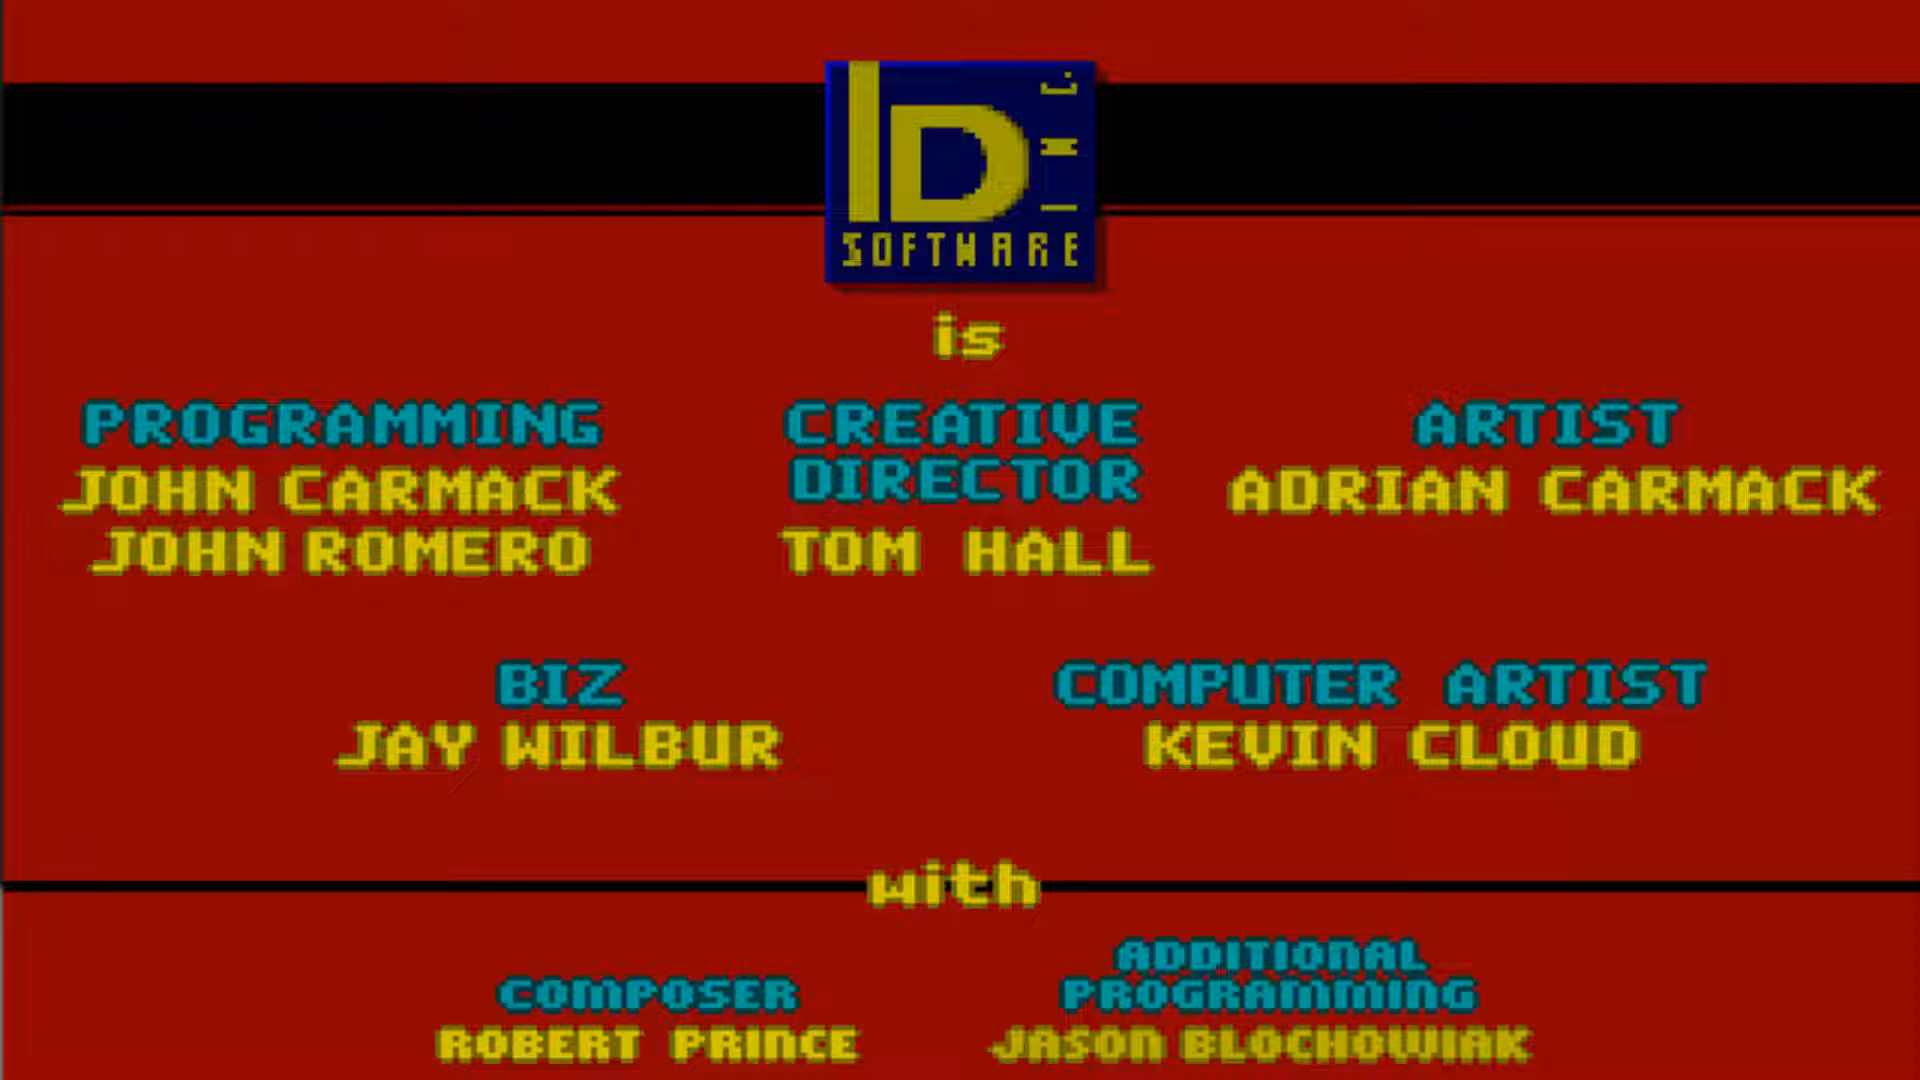 ID
INC.
SOFTWARE
is
PROGRAMMING
JOHN CARMACK
JOHN ROMERO
CREATIVE
DIRECTOR
TOM HALL
ARTIST
ADRIAN CARMACK
BIZ
JAY WILBUR
COMPUTER ARTIST
KEVIN CLOUD
with
COMPOSER
ROBERT PRINCE
ADDITIONAL
PROGRAMMING
JASON BLOCHOWIAK